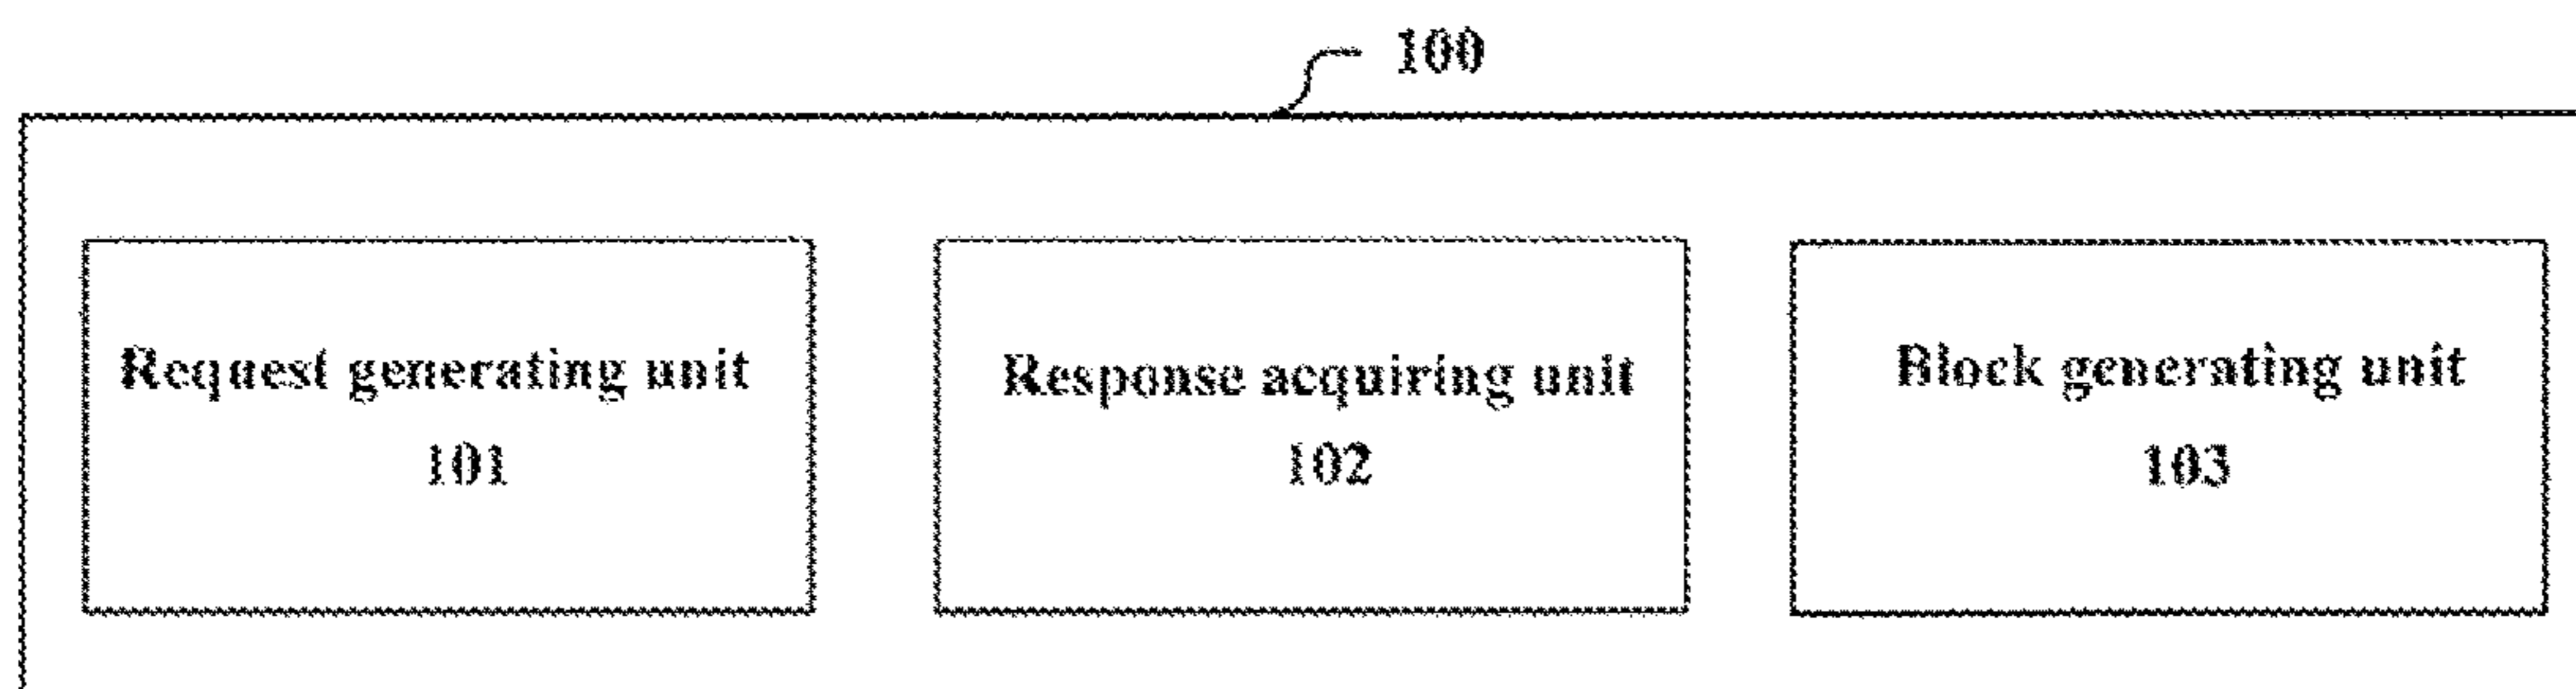 100
Request generating unit
101
Response acquiring unit
102
Block generating unit
103